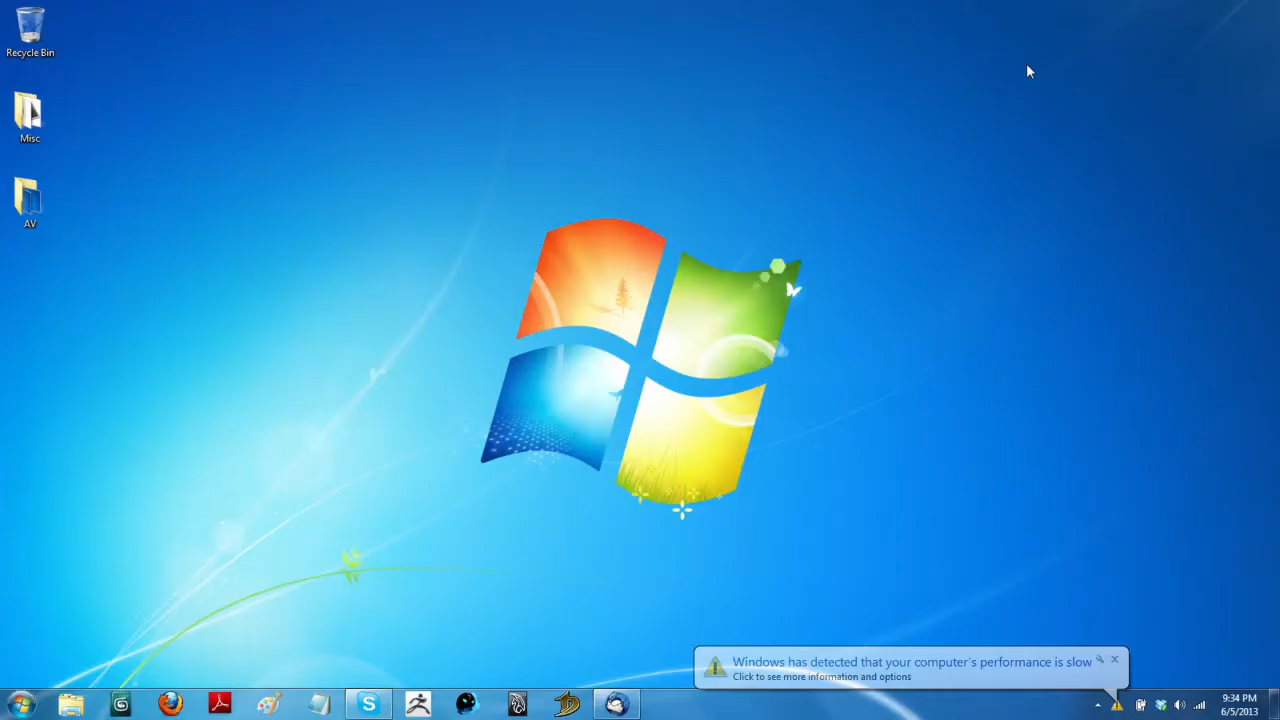 Recycle Bin
Misc
AV
Windows has detected that your computer's performance is slow
Click to see more information and options
9:34 PM
6/5/2013